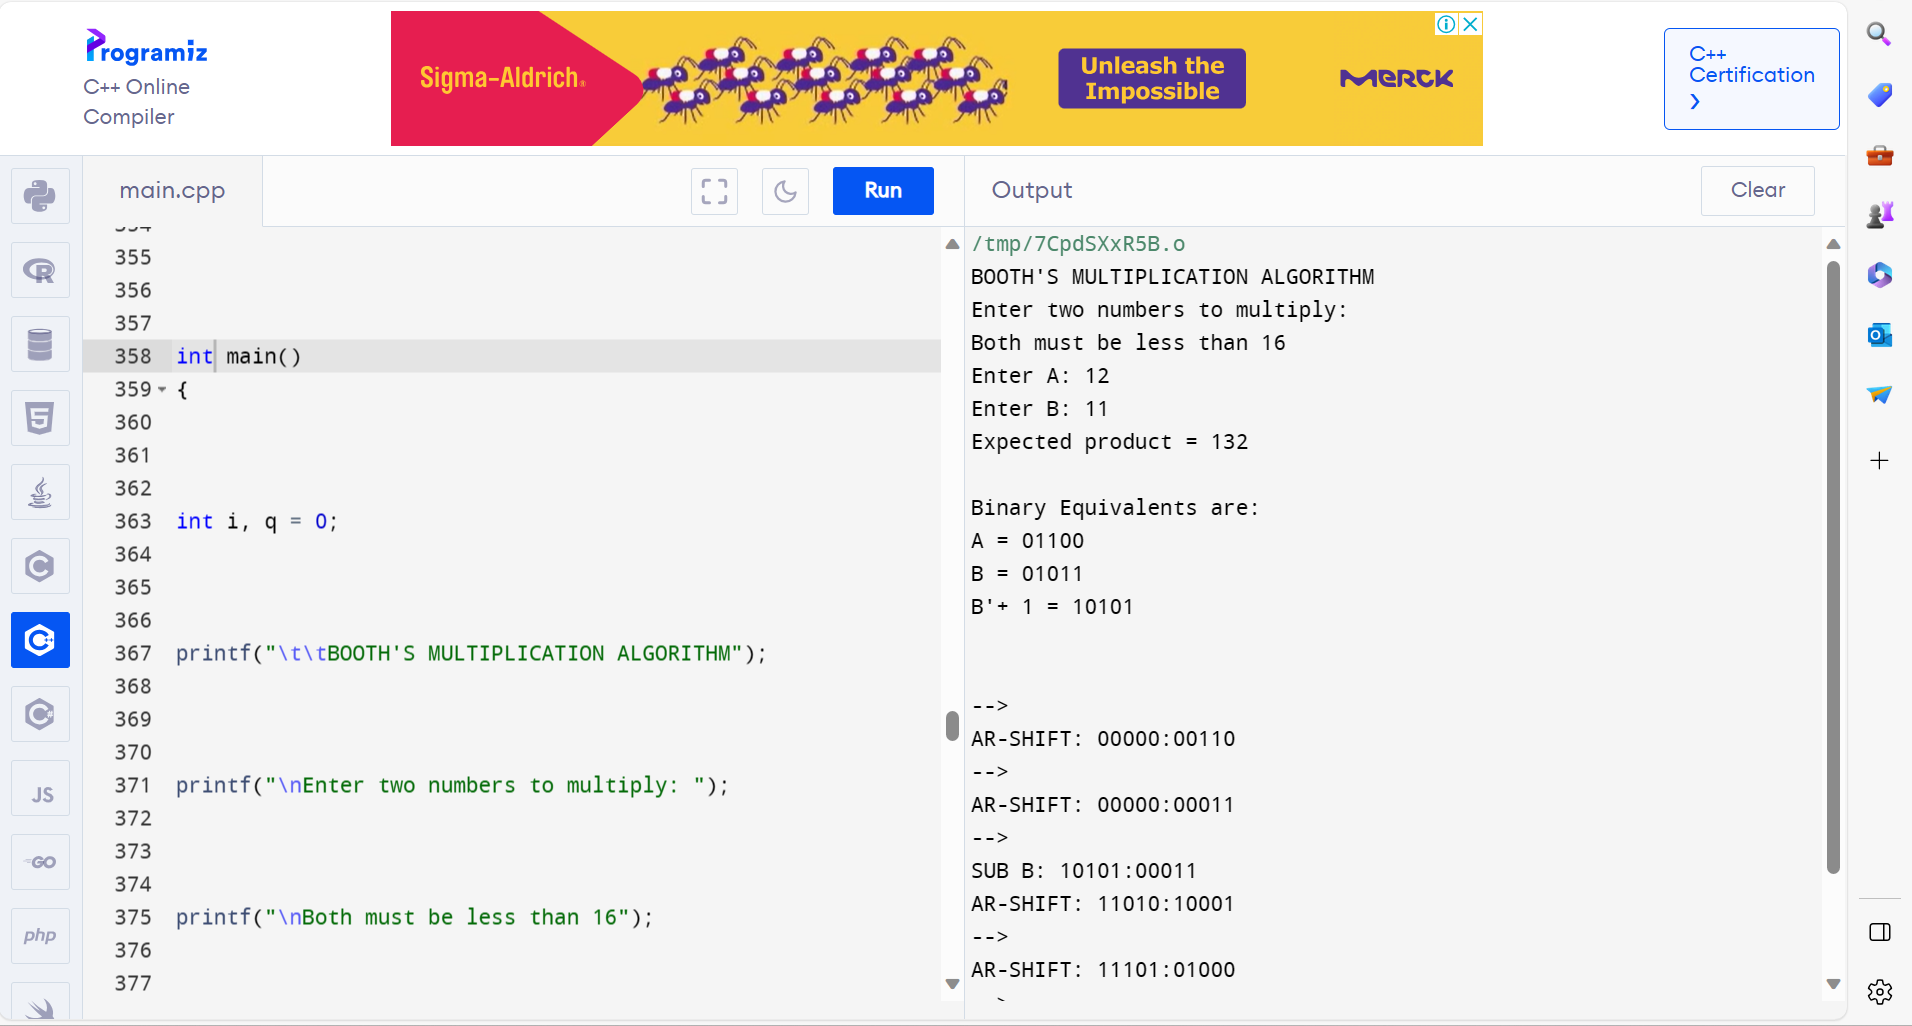 Programiz
C++ Online
Compiler
Sigma-Aldrich®
Unleash the
Impossible
MERCK
C++
Certification
main.cpp
Run
Output
Clear
355
356
357
358 int main()
359 {
360
361
362
363 int i, q = 0;
364
365
366
367 printf("\t\tBOOTH'S MULTIPLICATION ALGORITHM");
368
369
370
371 printf("\nEnter two numbers to multiply: ");
372
373
374
375 printf("\nBoth must be less than 16");
376
377
/tmp/7CpdSXxR5B.o
BOOTH'S MULTIPLICATION ALGORITHM
Enter two numbers to multiply:
Both must be less than 16
Enter A: 12
Enter B: 11
Expected product = 132
Binary Equivalents are:
A = 01100
B = 01011
B'+ 1 = 10101
-->
AR-SHIFT: 00000:00110
-->
AR-SHIFT: 00000:00011
-->
SUB B: 10101:00011
AR-SHIFT: 11010:10001
-->
AR-SHIFT: 11101:01000
R
5
C
C++
C#
JS
GO
php